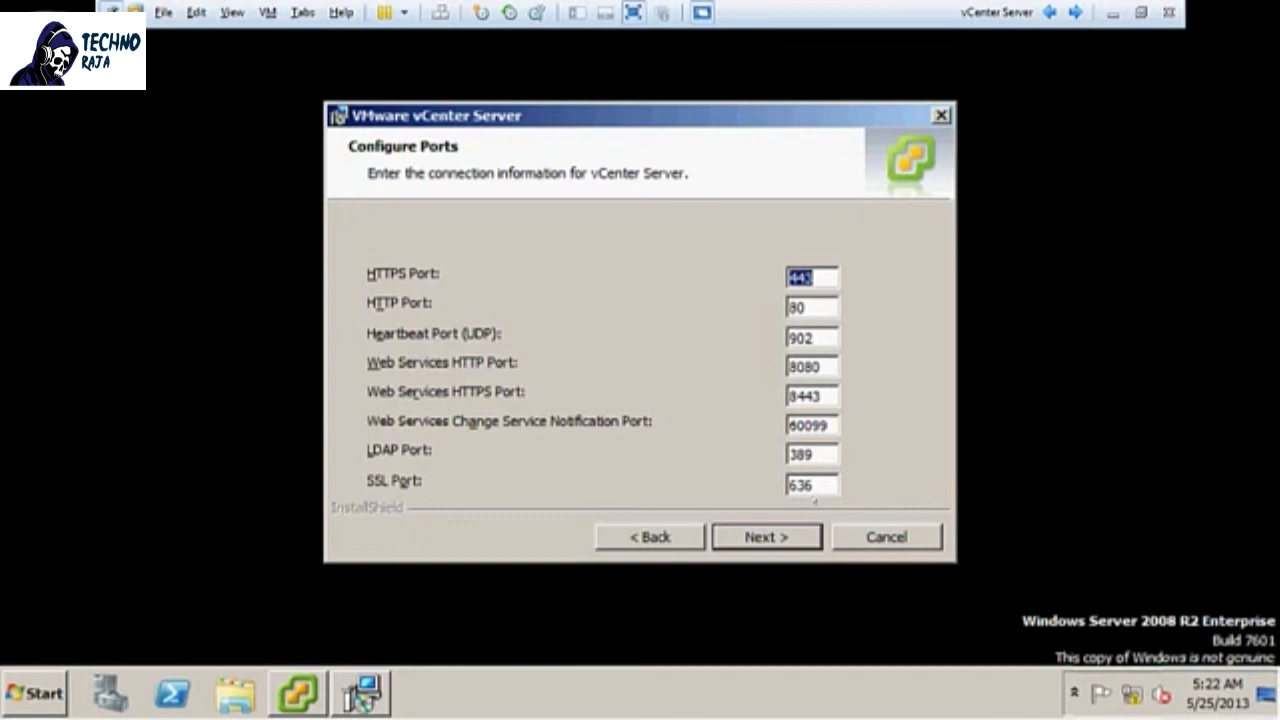 File Edit View VM Tabs Help
vCenter Server
TECHNO
RAJA
VMware vCenter Server
Configure Ports
Enter the connection information for vCenter Server.
HTTPS Port: 443
HTTP Port: 80
Heartbeat Port (UDP): 902
Web Services HTTP Port: 8080
Web Services HTTPS Port: 8443
Web Services Change Service Notification Port: 60099
LDAP Port: 389
SSL Port: 636
InstallShield
< Back Next > Cancel
Windows Server 2008 R2 Enterprise
Build 7601
This copy of Windows is not genuine
Start
5:22 AM
5/25/2013